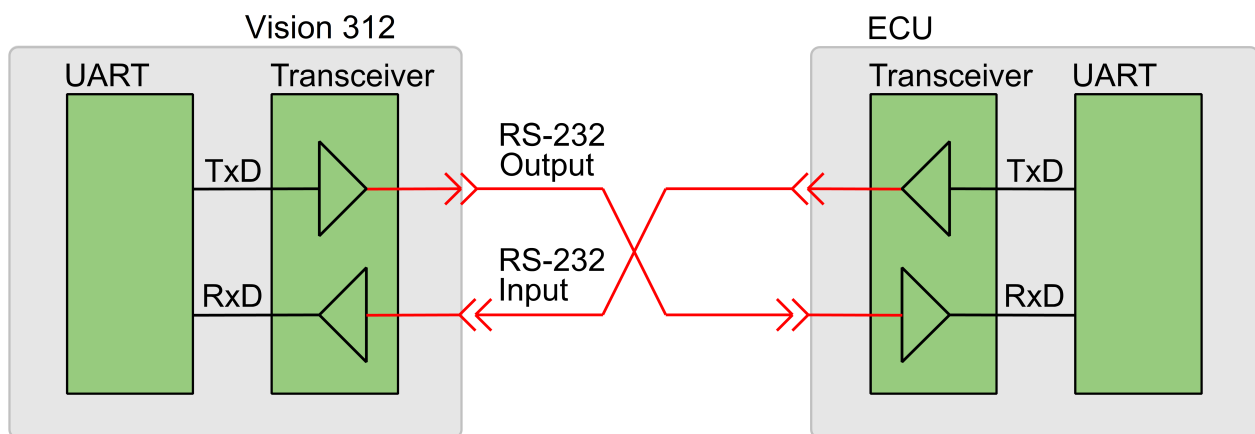 Vision 312
ECU
UART
Transceiver
Transceiver
UART
RS-232
Output
TxD
TxD
RS-232
Input
RxD
RxD